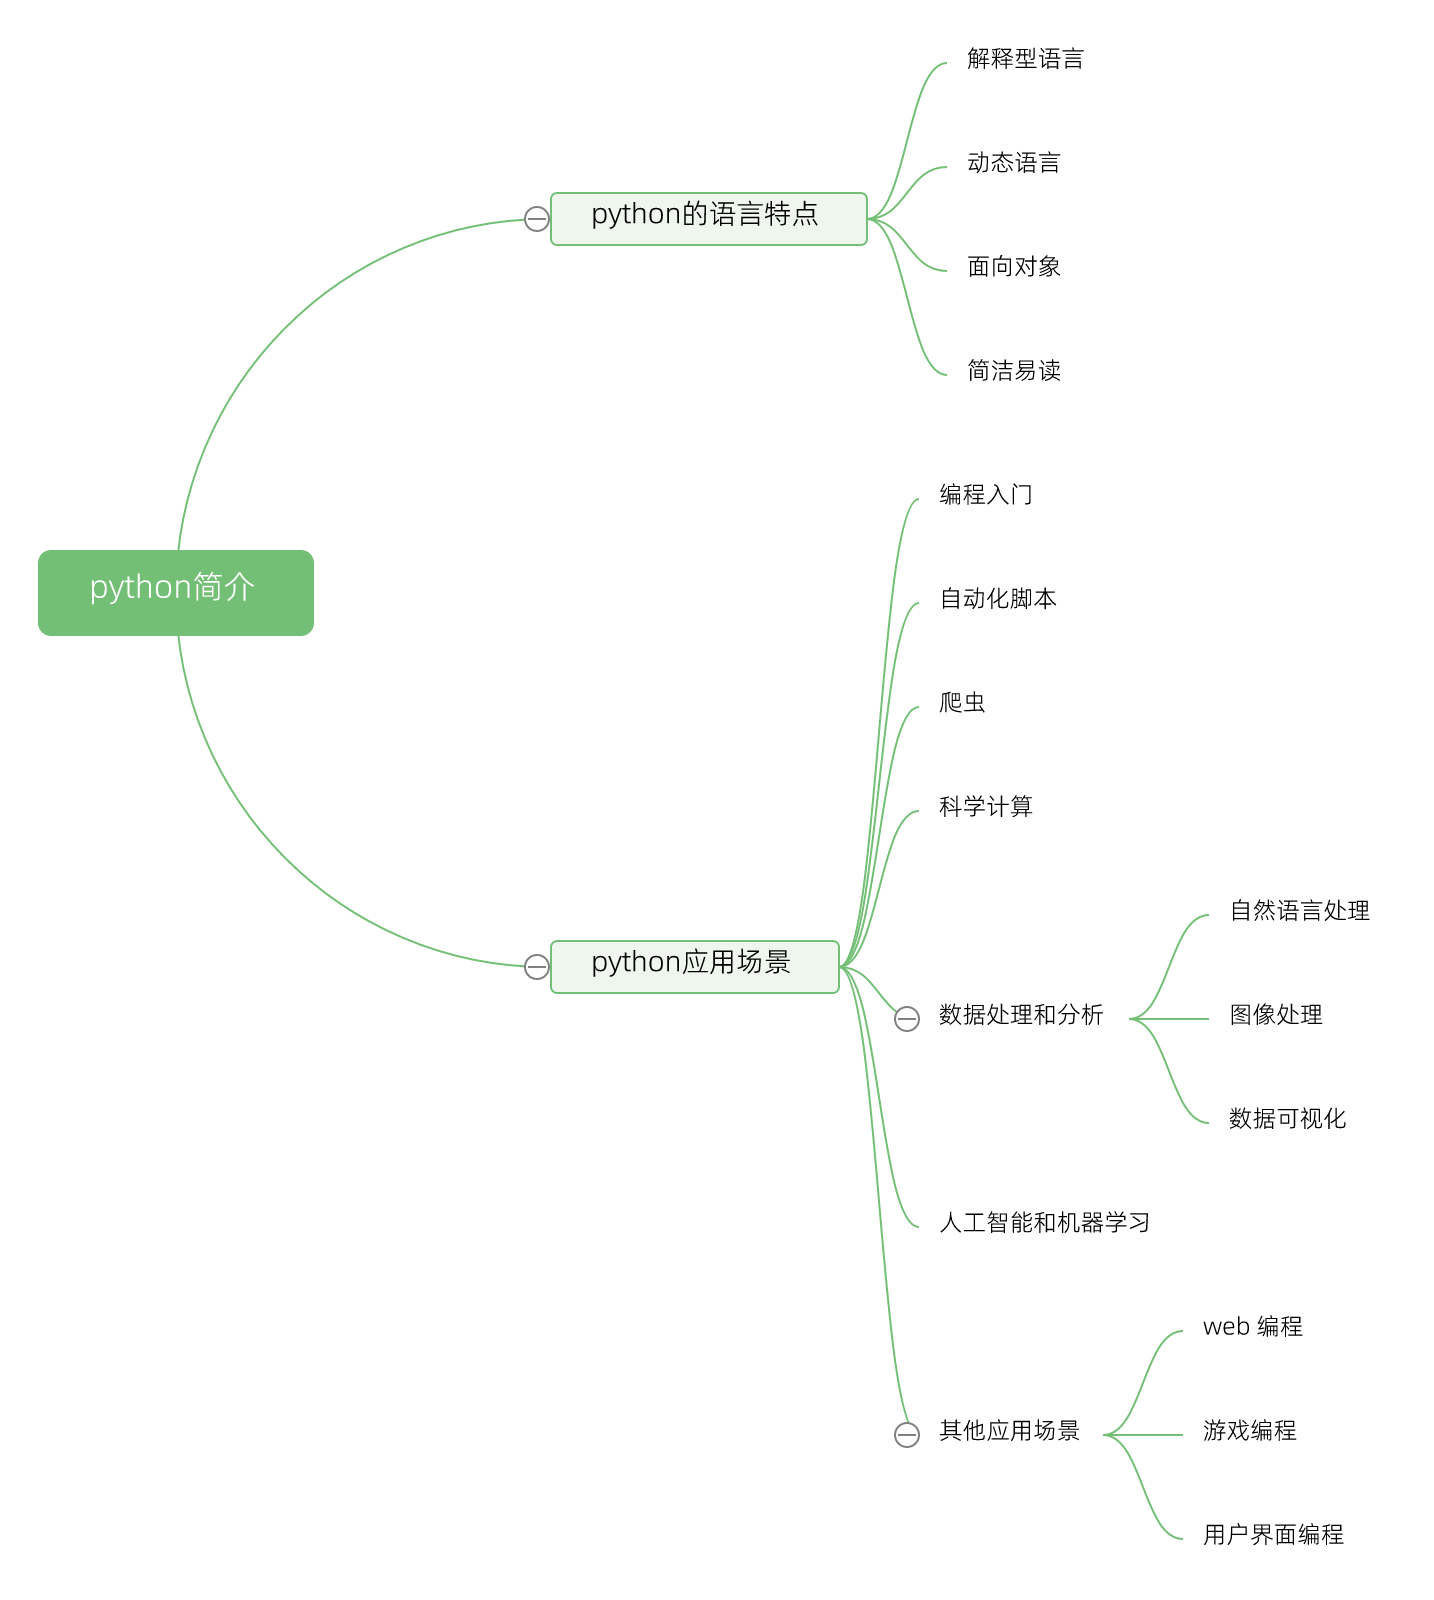 python简介
python的语言特点
解释型语言
动态语言
面向对象
简洁易读
python应用场景
编程入门
自动化脚本
爬虫
科学计算
数据处理和分析
自然语言处理
图像处理
数据可视化
人工智能和机器学习
其他应用场景
web 编程
游戏编程
用户界面编程